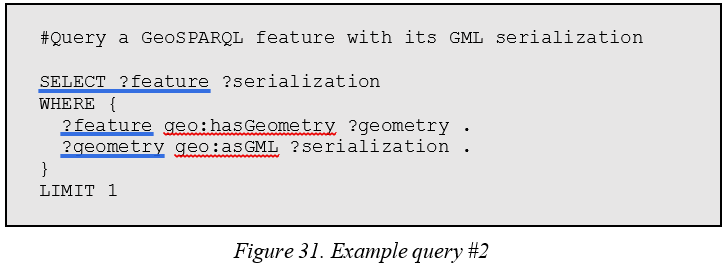 #Query a GeoSPARQL feature with its GML serialization
SELECT ?feature ?serialization
WHERE {
?feature geo:hasGeometry ?geometry .
?geometry geo:asGML ?serialization .
}
LIMIT 1
Figure 31. Example query #2